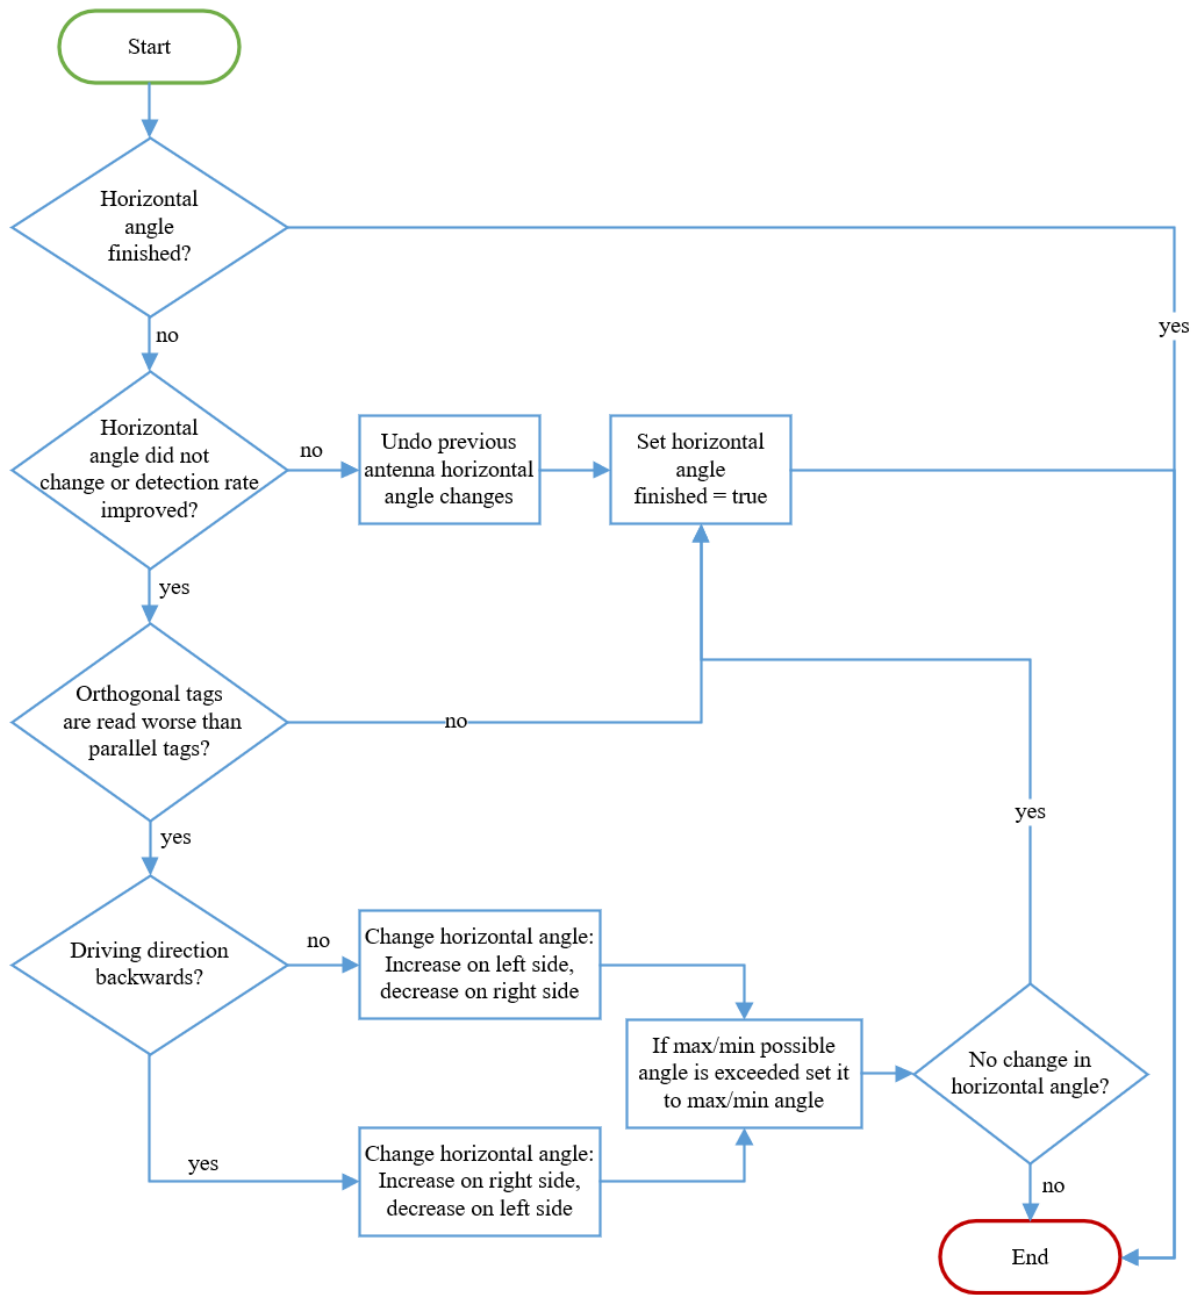 Start
Horizontal
angle
finished?
yes
no
Horizontal
angle did not
change or detection rate
improved?
no
Undo previous
antenna horizontal
angle changes
Set horizontal
angle
finished = true
yes
Orthogonal tags
are read worse than
parallel tags?
no
yes
yes
Driving direction
backwards?
no
Change horizontal angle:
Increase on left side,
decrease on right side
If max/min possible
angle is exceeded set it
to max/min angle
No change in
horizontal angle?
yes
Change horizontal angle:
Increase on right side,
decrease on left side
no
End